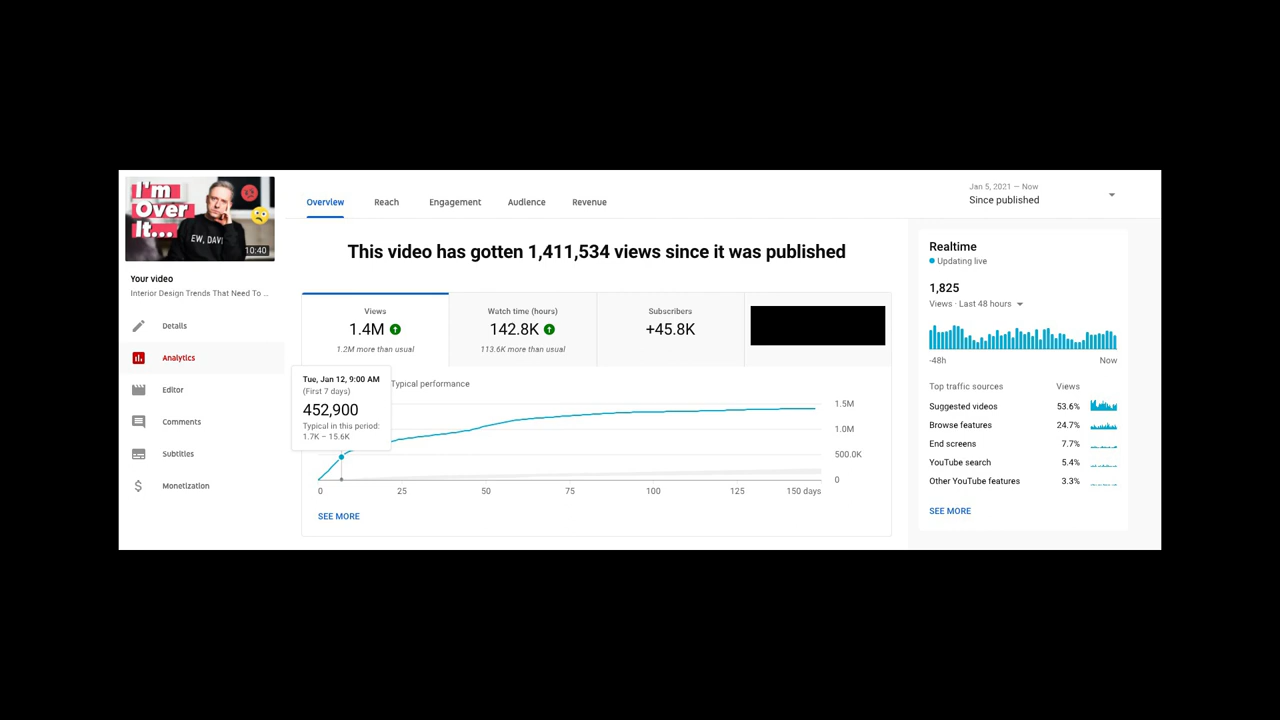 I'm
Over
It...
EW, DAVI
10:40
Your video
Interior Design Trends That Need To ...
Details
Analytics
Editor
Comments
Subtitles
Monetization
Overview
Reach
Engagement
Audience
Revenue
Jan 5, 2021 – Now
Since published
This video has gotten 1,411,534 views since it was published
Views
1.4M
1.2M more than usual
Watch time (hours)
142.8K
113.6K more than usual
Subscribers
+45.8K
Tue, Jan 12, 9:00 AM
(First 7 days)
452,900
Typical in this period:
1.7K – 15.6K
Typical performance
1.5M
1.0M
500.0K
0
0
25
50
75
100
125
150 days
SEE MORE
Realtime
Updating live
1,825
Views · Last 48 hours
-48h
Now
Top traffic sources
Views
Suggested videos
53.6%
Browse features
24.7%
End screens
7.7%
YouTube search
5.4%
Other YouTube features
3.3%
SEE MORE